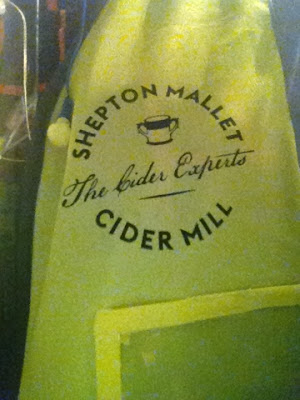 SHEPTON MALLET
The Cider Experts
CIDER MILL